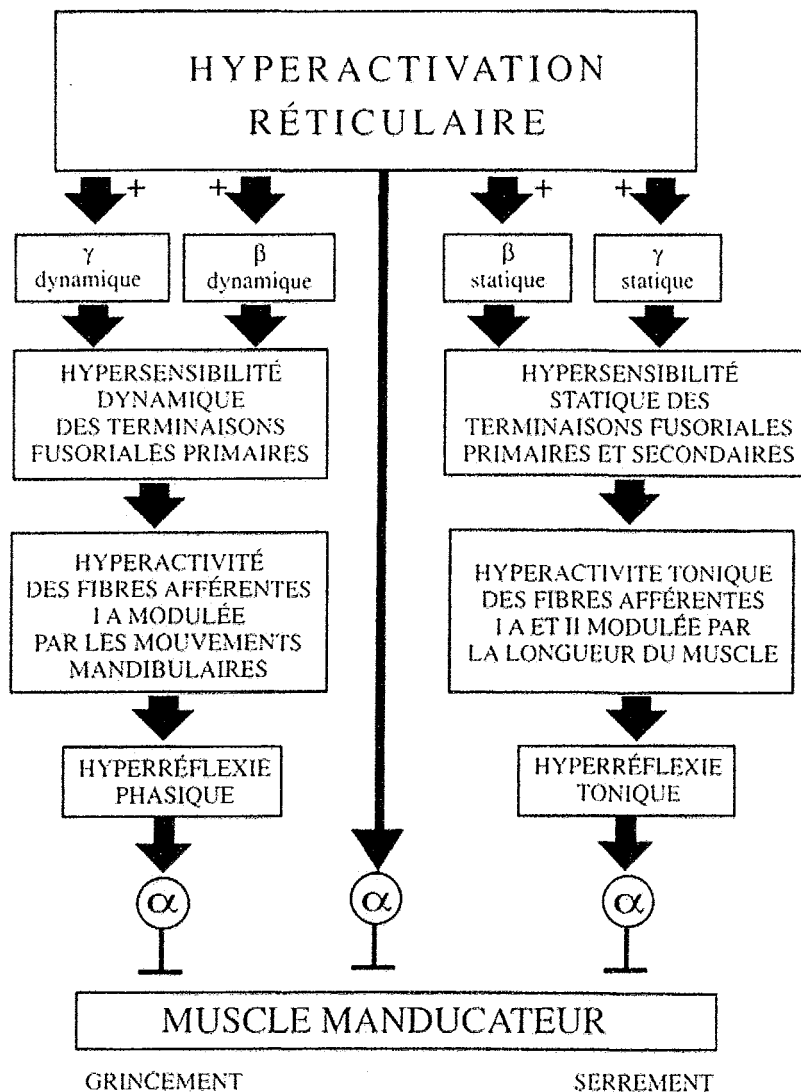 HYPERACTIVATION
RÉTICULAIRE
+ + + +
γ
dynamique
β
dynamique
β
statique
γ
statique
HYPERSENSIBILITÉ
DYNAMIQUE
DES TERMINAISONS
FUSORIALES PRIMAIRES
HYPERSENSIBILITÉ
STATIQUE DES
TERMINAISONS FUSORIALES
PRIMAIRES ET SECONDAIRES
HYPERACTIVITÉ
DES FIBRES AFFÉRENTES
I A MODULÉE
PAR LES MOUVEMENTS
MANDIBULAIRES
HYPERACTIVITE TONIQUE
DES FIBRES AFFÉRENTES
I A ET II MODULÉE PAR
LA LONGUEUR DU MUSCLE
HYPERRÉFLEXIE
PHASIQUE
HYPERRÉFLEXIE
TONIQUE
α α α
MUSCLE MANDUCATEUR
GRINCEMENT SERREMENT